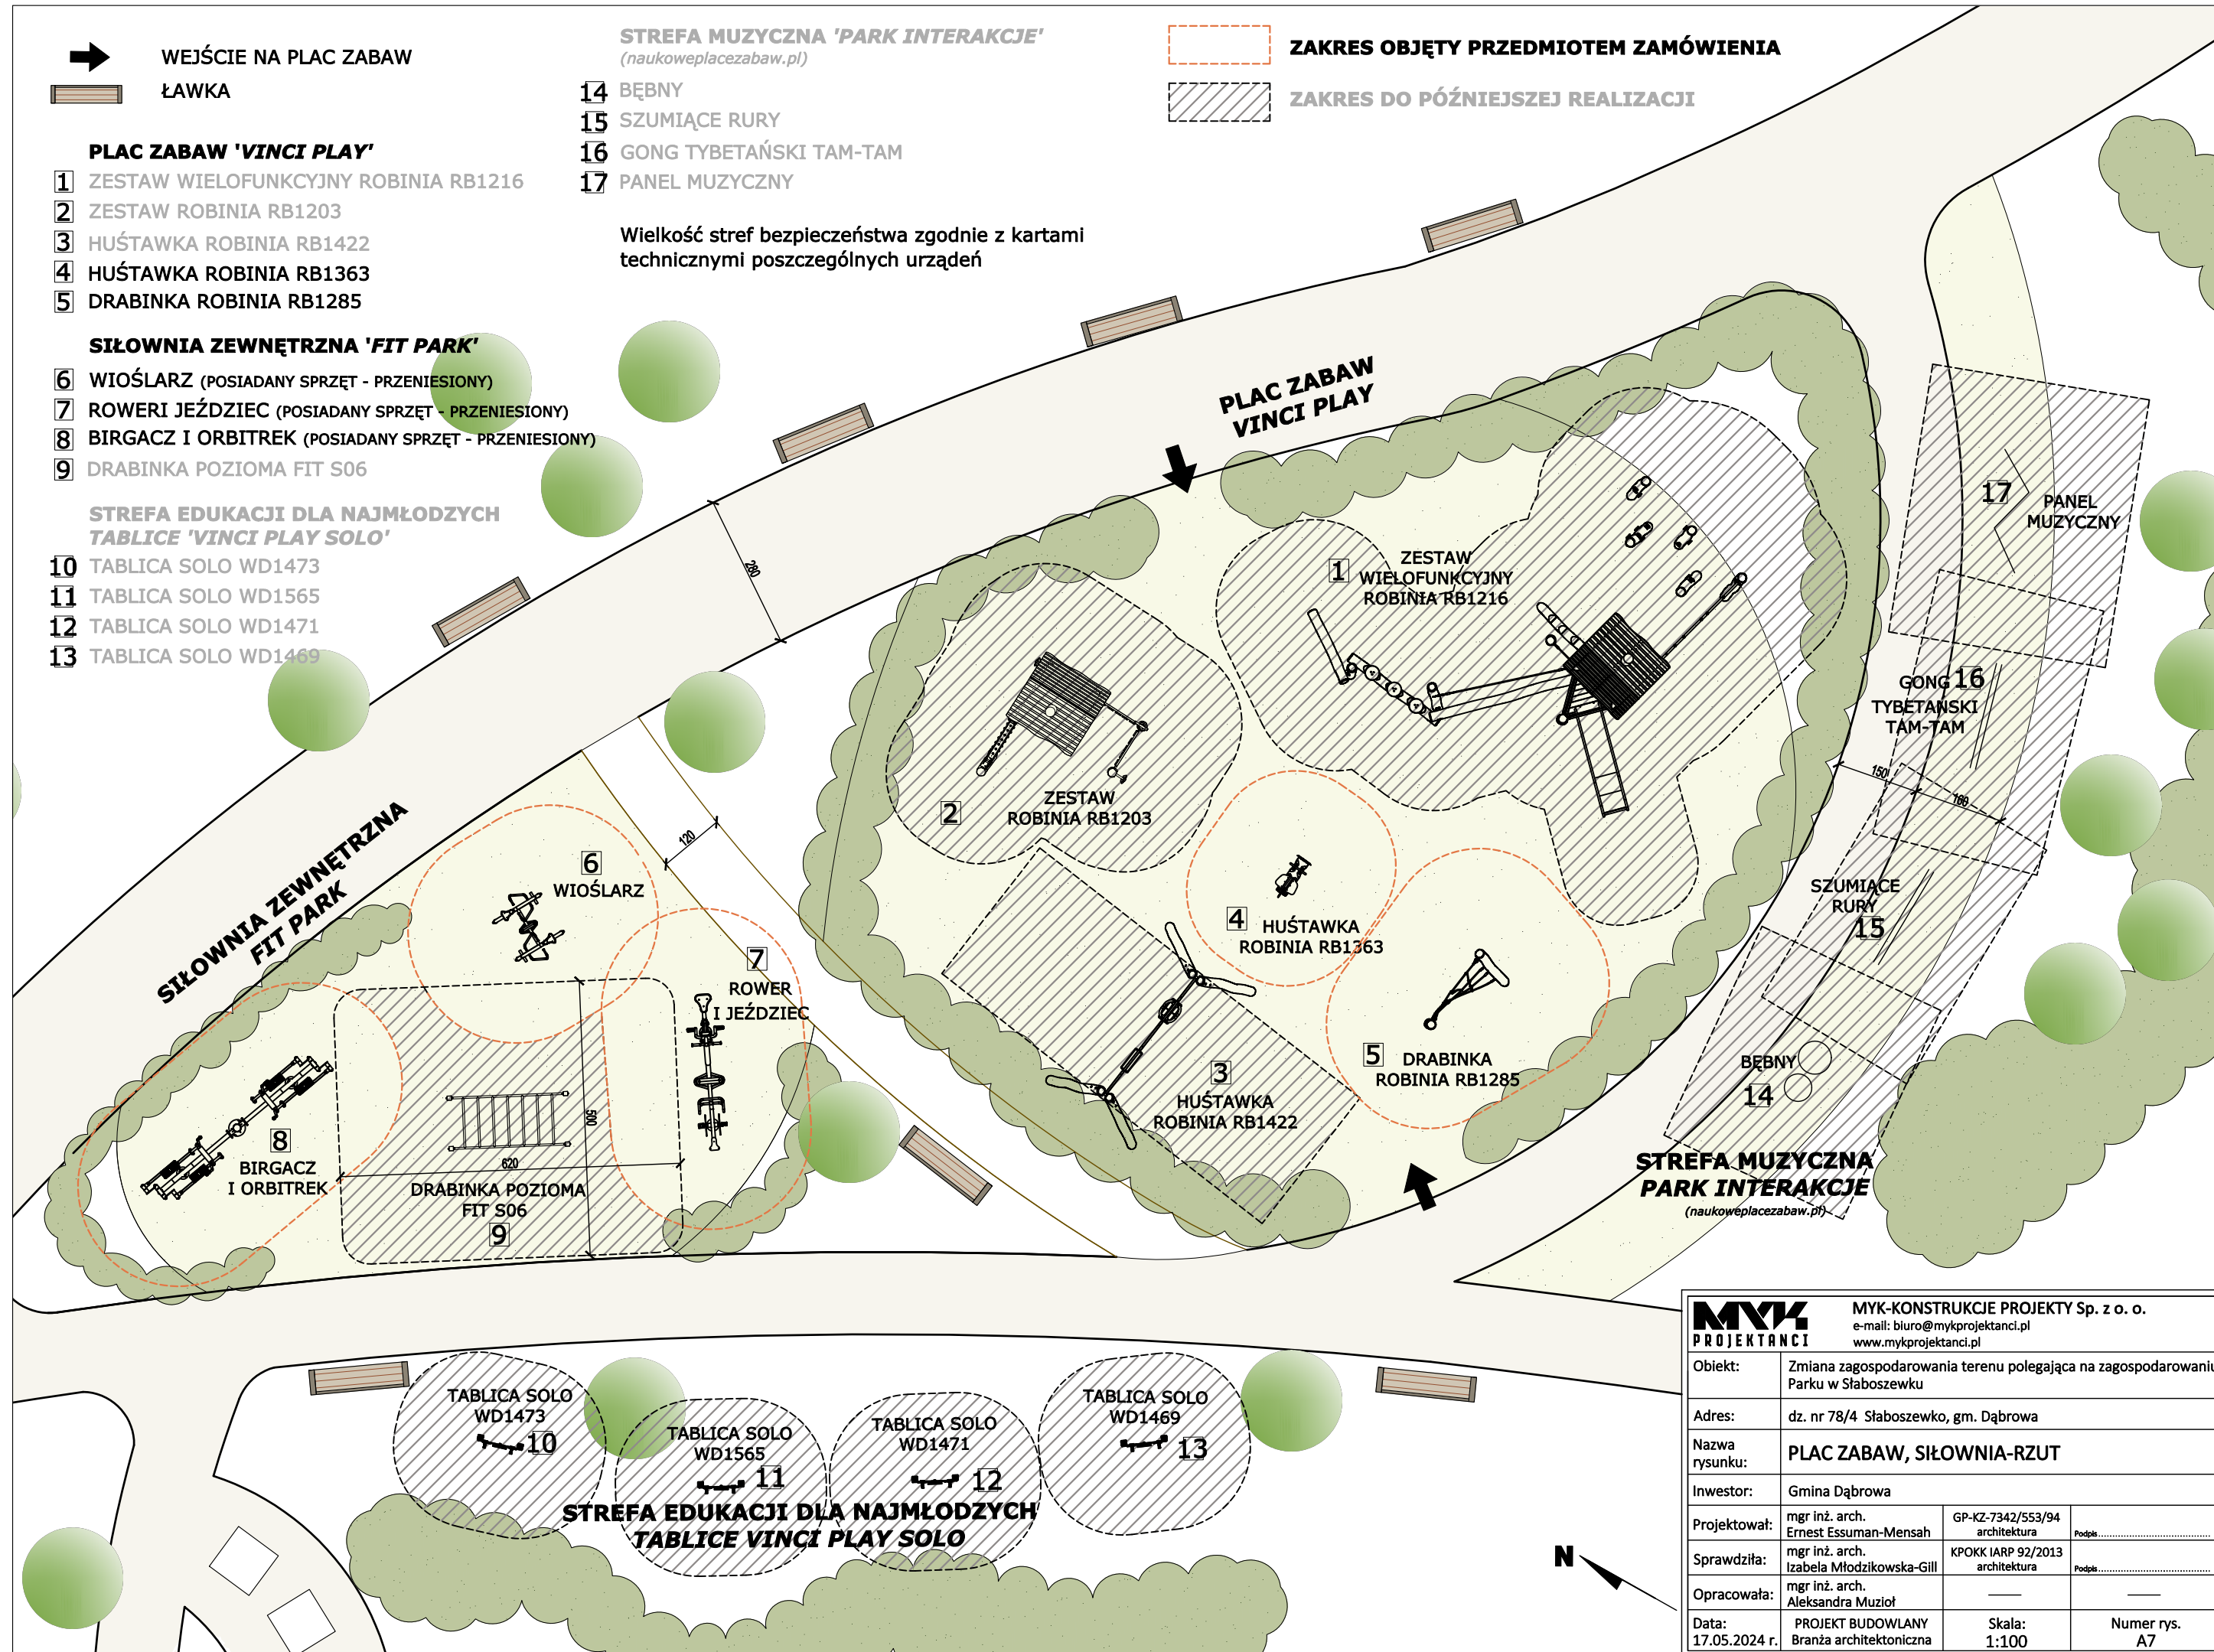 WEJŚCIE NA PLAC ZABAW
ŁAWKA
PLAC ZABAW 'VINCI PLAY'
1 ZESTAW WIELOFUNKCYJNY ROBINIA RB1216
2 ZESTAW ROBINIA RB1203
3 HUŚTAWKA ROBINIA RB1422
4 HUŚTAWKA ROBINIA RB1363
5 DRABINKA ROBINIA RB1285
SIŁOWNIA ZEWNĘTRZNA 'FIT PARK'
6 WIOŚLARZ (POSIADANY SPRZĘT - PRZENIESIONY)
7 ROWERI JEŹDZIEC (POSIADANY SPRZĘT - PRZENIESIONY)
8 BIRGACZ I ORBITREK (POSIADANY SPRZĘT - PRZENIESIONY)
9 DRABINKA POZIOMA FIT S06
STREFA EDUKACJI DLA NAJMŁODZYCH
TABLICE 'VINCI PLAY SOLO'
10 TABLICA SOLO WD1473
11 TABLICA SOLO WD1565
12 TABLICA SOLO WD1471
13 TABLICA SOLO WD1469
STREFA MUZYCZNA 'PARK INTERAKCJE'
(naukoweplacezabaw.pl)
14 BĘBNY
15 SZUMIĄCE RURY
16 GONG TYBETAŃSKI TAM-TAM
17 PANEL MUZYCZNY
Wielkość stref bezpieczeństwa zgodnie z kartami
technicznymi poszczególnych urządeń
ZAKRES OBJĘTY PRZEDMIOTEM ZAMÓWIENIA
ZAKRES DO PÓŹNIEJSZEJ REALIZACJI
PLAC ZABAW
VINCI PLAY
280
17
PANEL
MUZYCZNY
1
ZESTAW
WIELOFUNKCYJNY
ROBINIA RB1216
GONG 16
TYBETAŃSKI
TAM-TAM
150
160
2
ZESTAW
ROBINIA RB1203
120
SIŁOWNIA ZEWNĘTRZNA
FIT PARK
6
WIOŚLARZ
4
HUŚTAWKA
ROBINIA RB1363
SZUMIĄCE
RURY
15
7
ROWER
I JEŹDZIEC
5
DRABINKA
ROBINIA RB1285
BĘBNY
14
3
HUŚTAWKA
ROBINIA RB1422
8
BIRGACZ
I ORBITREK
500
620
DRABINKA POZIOMA
FIT S06
9
STREFA MUZYCZNA
PARK INTERAKCJE
(naukoweplacezabaw.pl)
TABLICA SOLO
WD1473
10
TABLICA SOLO
WD1565
11
TABLICA SOLO
WD1471
12
TABLICA SOLO
WD1469
13
STREFA EDUKACJI DLA NAJMŁODZYCH
TABLICE VINCI PLAY SOLO
N
MYK
PROJEKTANCI
MYK-KONSTRUKCJE PROJEKTY Sp. z o. o.
e-mail: biuro@mykprojektanci.pl
www.mykprojektanci.pl
Obiekt: Zmiana zagospodarowania terenu polegająca na zagospodarowaniu
Parku w Słaboszewku
Adres: dz. nr 78/4 Słaboszewko, gm. Dąbrowa
Nazwa
rysunku: PLAC ZABAW, SIŁOWNIA-RZUT
Inwestor: Gmina Dąbrowa
Projektował: mgr inż. arch.
Ernest Essuman-Mensah
GP-KZ-7342/553/94
architektura
Podpis
Sprawdziła: mgr inż. arch.
Izabela Młodzikowska-Gill
KPOKK IARP 92/2013
architektura
Podpis
Opracowała: mgr inż. arch.
Aleksandra Muzioł
Data:
17.05.2024 r.
PROJEKT BUDOWLANY
Branża architektoniczna
Skala:
1:100
Numer rys.
A7